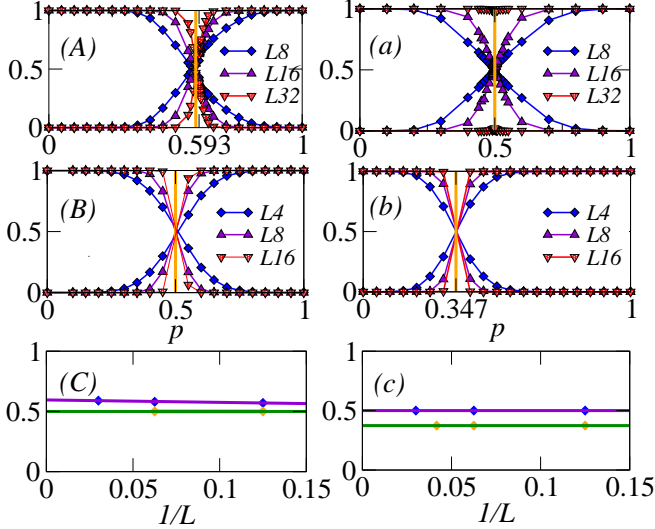 1 1
(A) L8 (a) L8
0.5 L16 0.5 L16
L32 L32
0 0
0 0.593 1 0 0.5 1
1 1
(B) L4 (b) L4
0.5 L8 0.5 L8
L16 L16
0 0
0 0.5 1 0 0.347 1
p p
1 1
(C) (c)
0.5 0.5
0 0
0 0.05 0.1 0.15 0 0.05 0.1 0.15
1/L 1/L